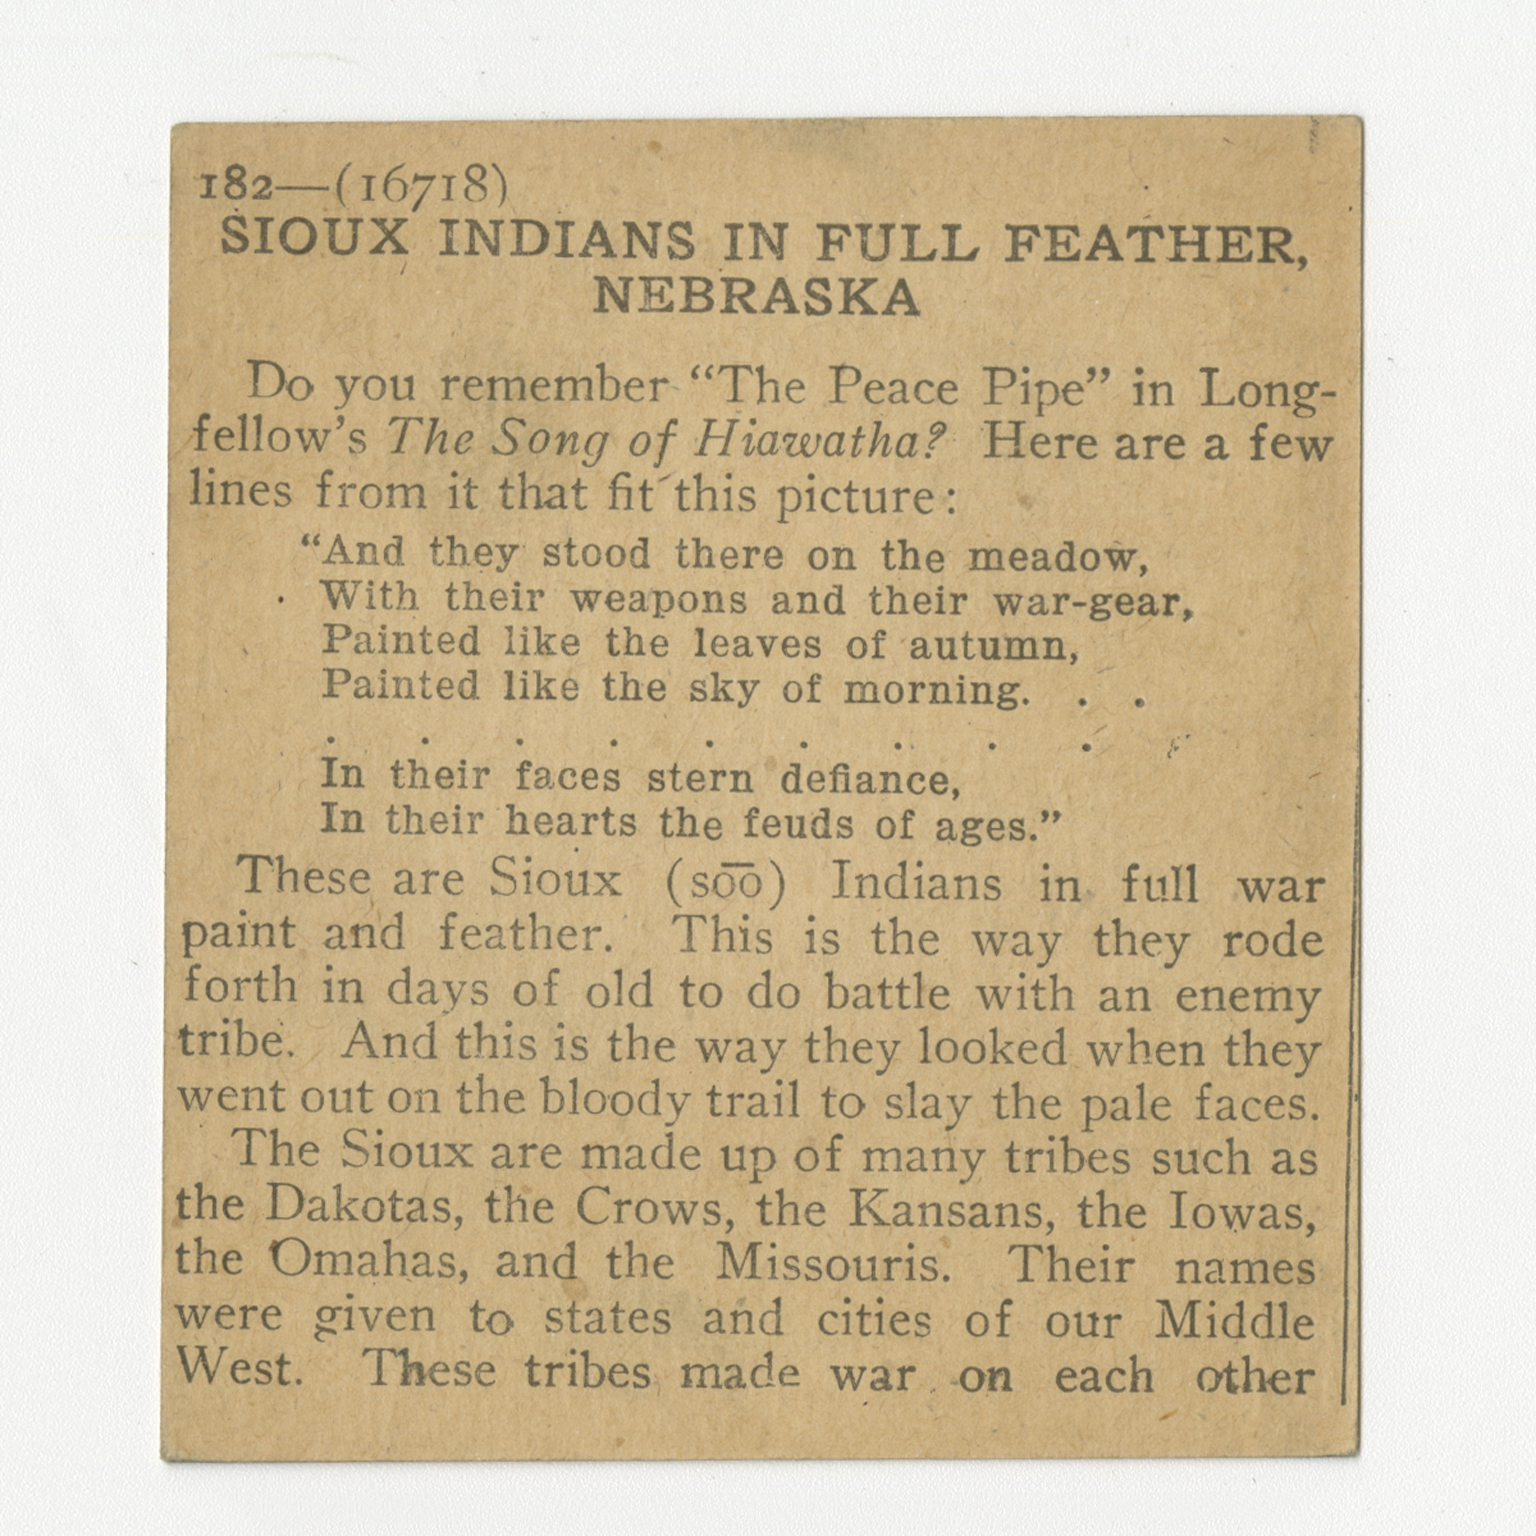 182—(16718)
SIOUX INDIANS IN FULL FEATHER,
NEBRASKA
Do you remember "The Peace Pipe" in Long-
fellow's The Song of Hiawatha? Here are a few
lines from it that fit this picture:
"And they stood there on the meadow,
With their weapons and their war-gear,
Painted like the leaves of autumn,
Painted like the sky of morning. . .
. . . . . . . . .
In their faces stern defiance,
In their hearts the feuds of ages."
These are Sioux (so͞o) Indians in full war
paint and feather. This is the way they rode
forth in days of old to do battle with an enemy
tribe. And this is the way they looked when they
went out on the bloody trail to slay the pale faces.
The Sioux are made up of many tribes such as
the Dakotas, the Crows, the Kansans, the Iowas,
the Omahas, and the Missouris. Their names
were given to states and cities of our Middle
West. These tribes made war on each other